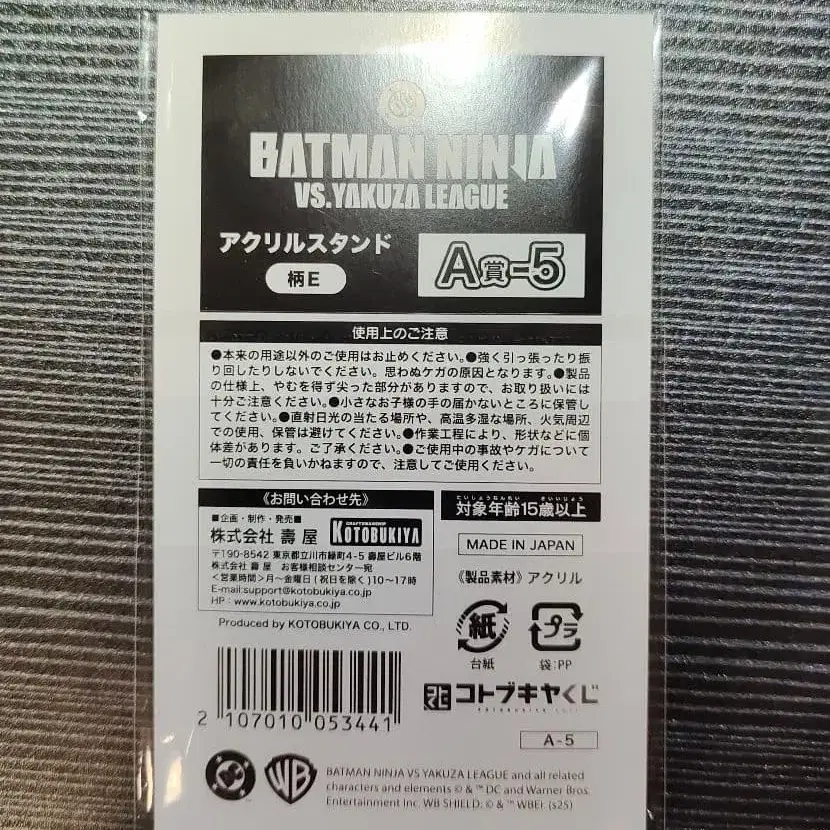 BATMAN NINJA
VS. YAKUZA LEAGUE
アクリルスタンド
柄E
A賞-5
使用上のご注意
●本来の用途以外のご使用はお止めください。●強く引っ張ったり振
り回したりしないでください。思わぬケガの原因となります。●製品
の仕様上、やむを得ず尖った部分がありますので、お取り扱いには
十分ご注意ください。●小さなお子様の手の届かないところに保管し
てください。●直射日光の当たる場所や、高温多湿な場所、火気周辺
での使用、保管は避けてください。●作業工程により、形状などに個
体差があります。ご了承ください。●ご使用中の事故やケガについて
一切の責任を負いかねますので、注意してご使用ください。
《お問い合わせ先》
■企画・制作・発売■
株式会社 壽屋
CRAFTSMANSHIP
KOTOBUKIYA
〒190-8542 東京都立川市緑町4-5 壽屋ビル6階
株式会社 壽屋 お客様相談センター宛
<営業時間>月～金曜日(祝日を除く)10～17時
E-mail:support@kotobukiya.co.jp
HP:www.kotobukiya.co.jp
Produced by KOTOBUKIYA CO., LTD.
たいしょうねんれい さいいじょう
対象年齢15歳以上
MADE IN JAPAN
《製品素材》アクリル
紙
台紙
プラ
袋:PP
コトブキヤくじ
2 107010 053441
A-5
DC
WB
BATMAN NINJA VS YAKUZA LEAGUE and all related
characters and elements © & ™ DC and Warner Bros.
Entertainment Inc. WB SHIELD: © & ™ WBEI. (s25)